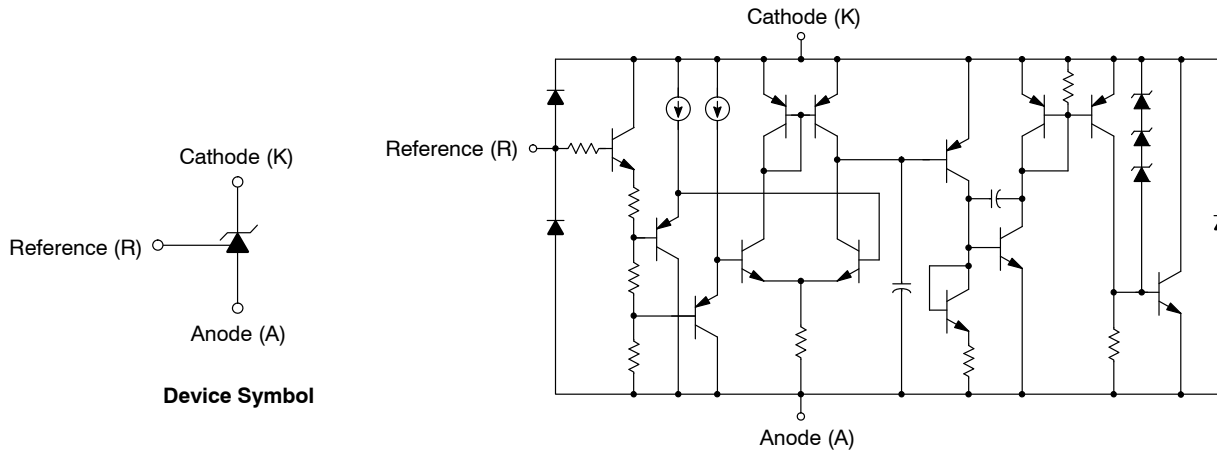 Cathode (K)
Reference (R)
Anode (A)
Device Symbol
Cathode (K)
Reference (R)
Anode (A)